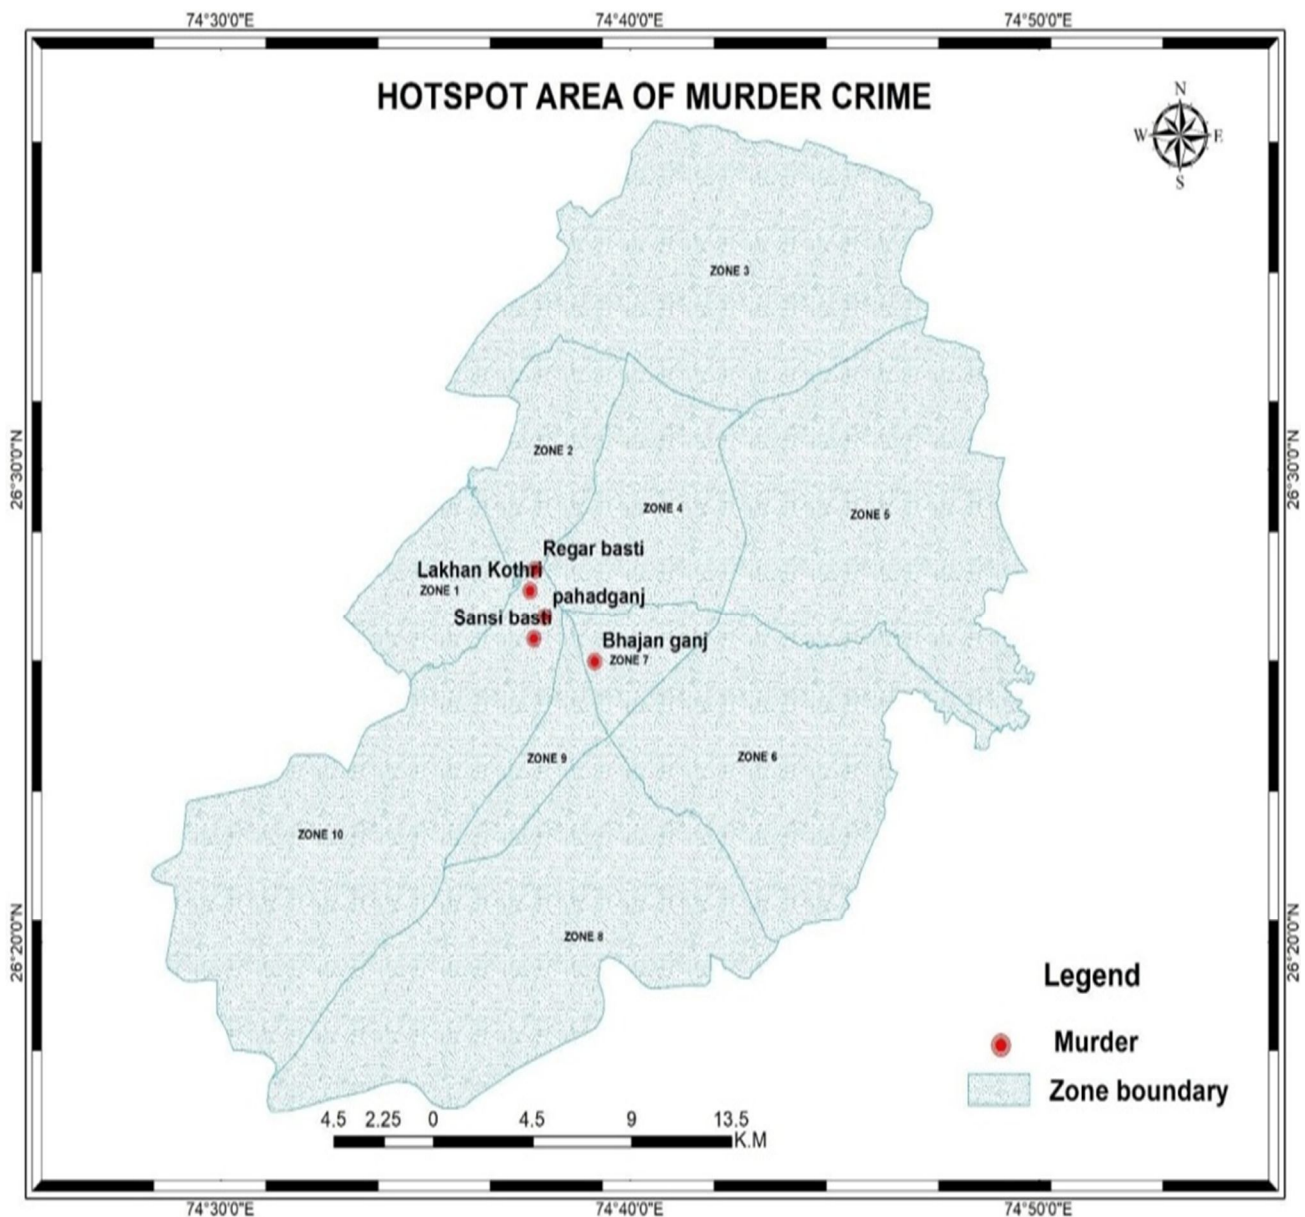 74°30'0"E
74°40'0"E
74°50'0"E
HOTSPOT AREA OF MURDER CRIME
N
W
E
S
ZONE 3
26°30'0"N
26°30'0"N
ZONE 2
ZONE 4
ZONE 5
Regar basti
Lakhan Kothri
ZONE 1
pahadganj
Sansi basti
Bhajan ganj
ZONE 7
ZONE 9
ZONE 6
ZONE 10
ZONE 8
26°20'0"N
26°20'0"N
Legend
Murder
Zone boundary
4.5 2.25 0 4.5 9 13.5
K.M
74°30'0"E
74°40'0"E
74°50'0"E